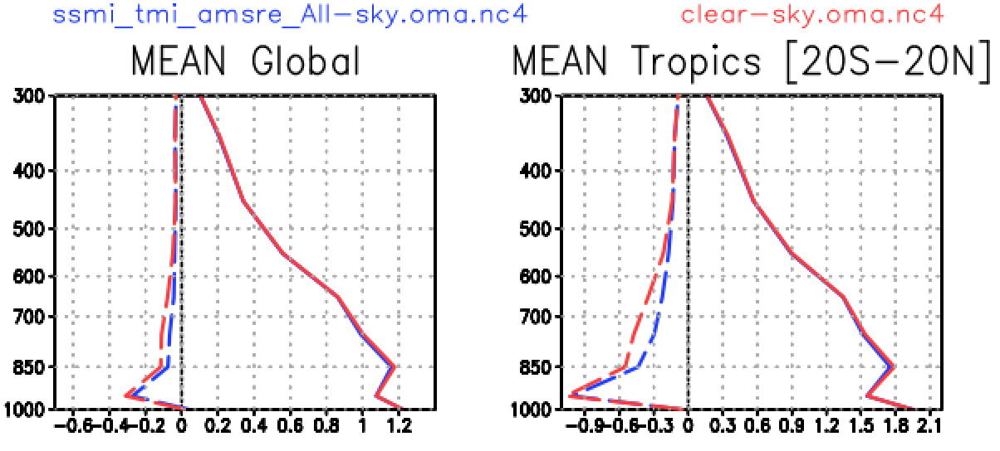 ssmi_tmi_amsre_All-sky.oma.nc4 clear-sky.oma.nc4
MEAN Global MEAN Tropics [20S-20N]
300 300
400 400
500 500
600 600
700 700
850 850
1000 1000
-0.6 -0.4 -0.2 0 0.2 0.4 0.6 0.8 1 1.2 -0.9 -0.6 -0.3 0 0.3 0.6 0.9 1.2 1.5 1.8 2.1